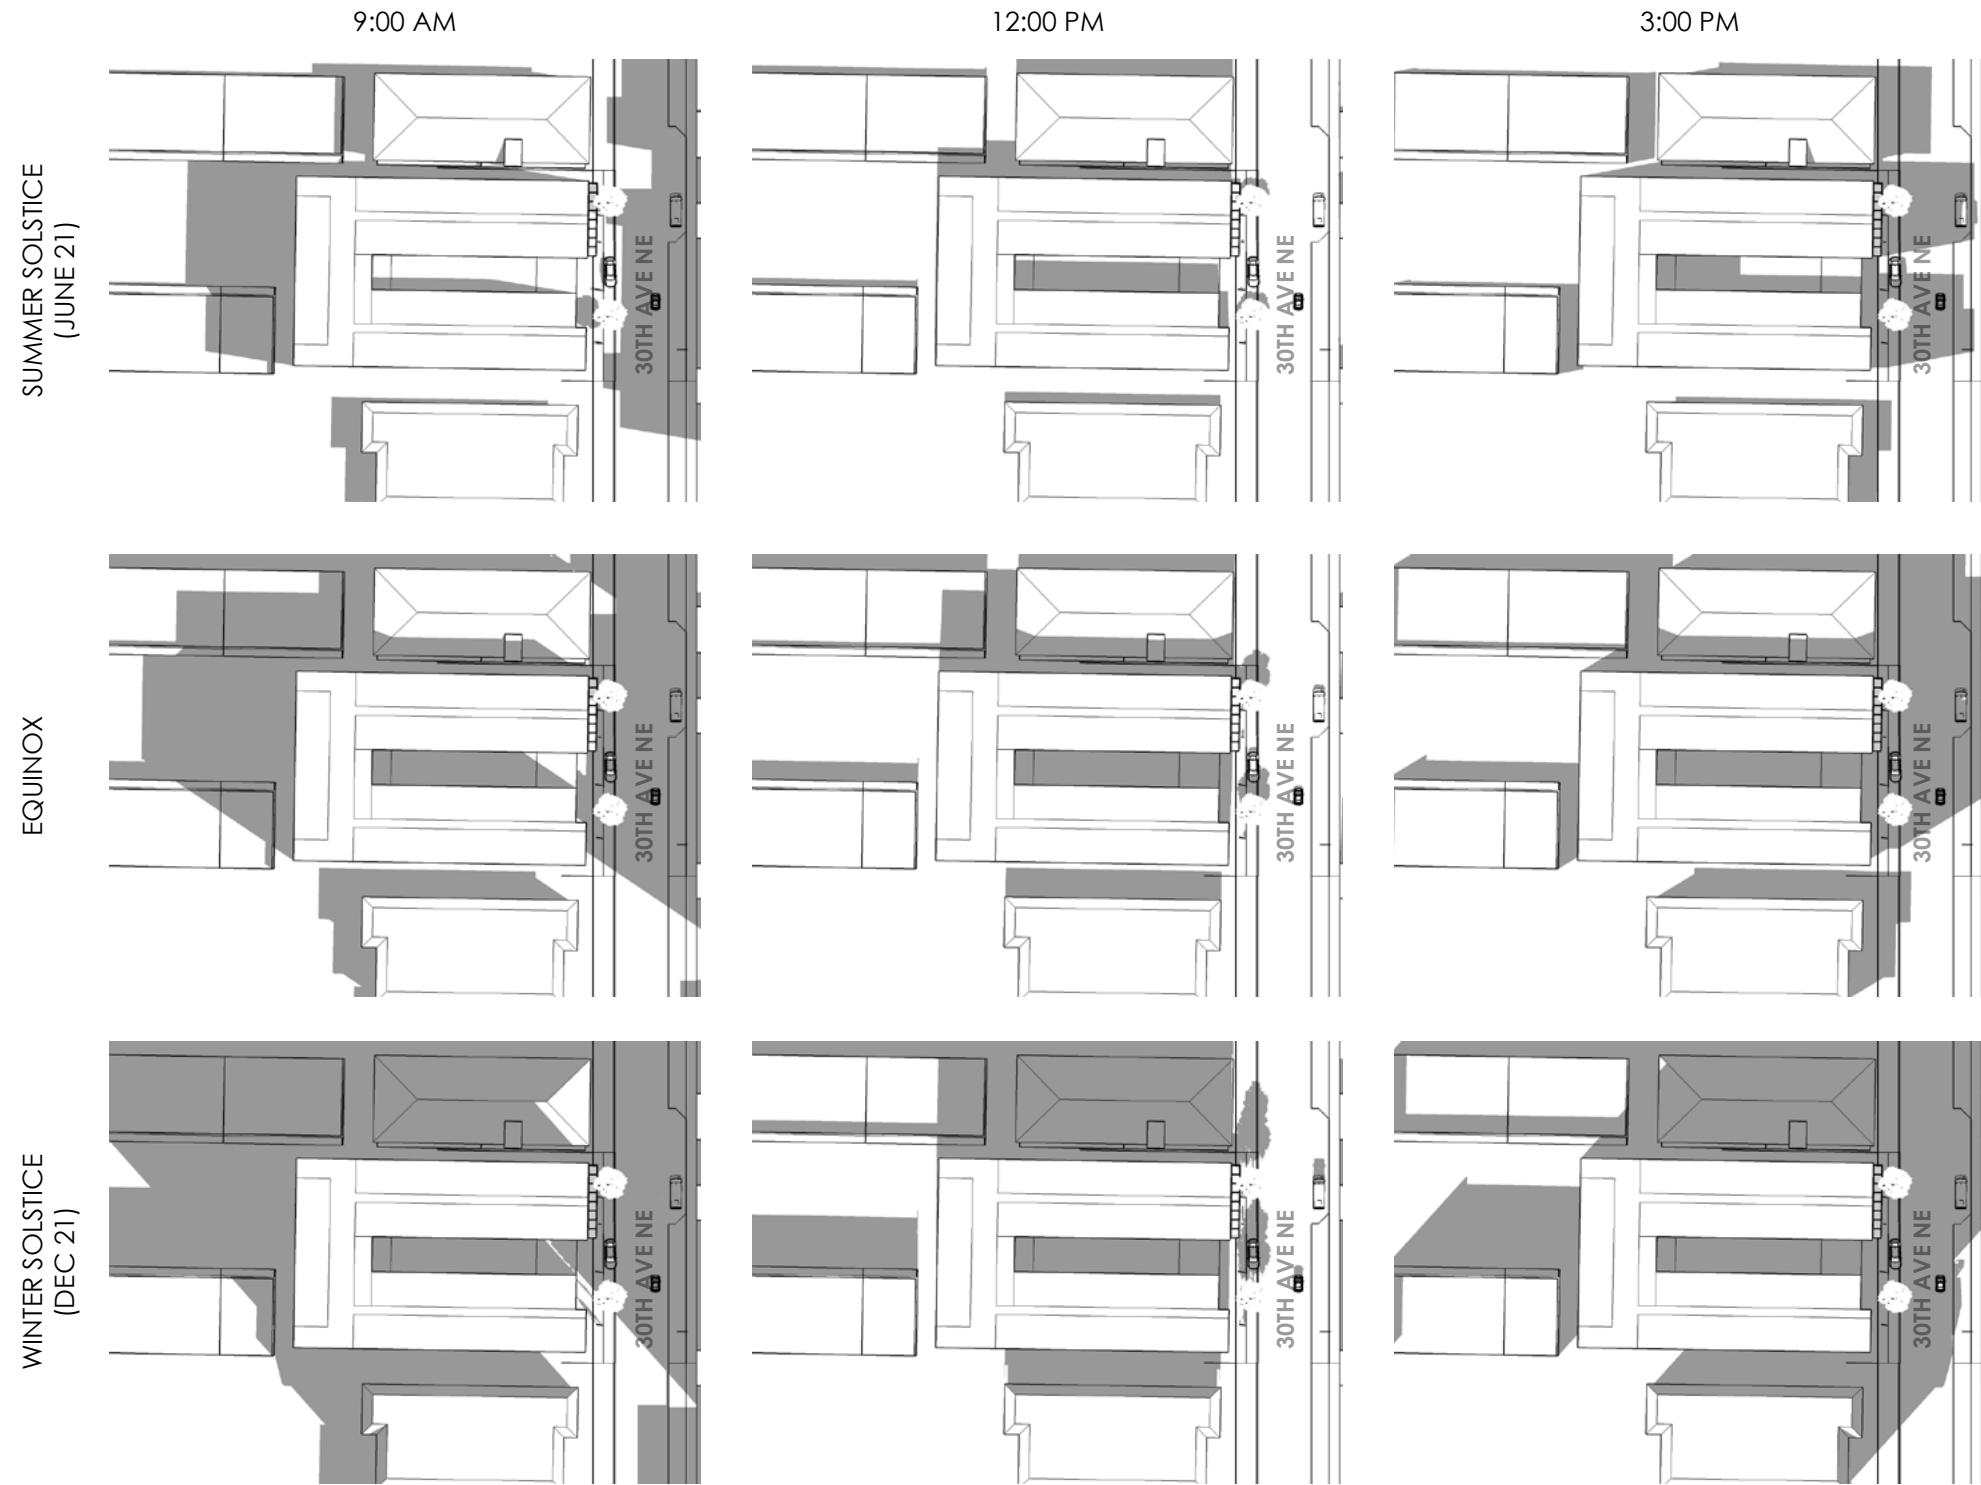 9:00 AM
12:00 PM
3:00 PM
SUMMER SOLSTICE
(JUNE 21)
30TH AVE NE
30TH AVE NE
30TH AVE NE
EQUINOX
30TH AVE NE
30TH AVE NE
30TH AVE NE
WINTER SOLSTICE
(DEC 21)
30TH AVE NE
30TH AVE NE
30TH AVE NE